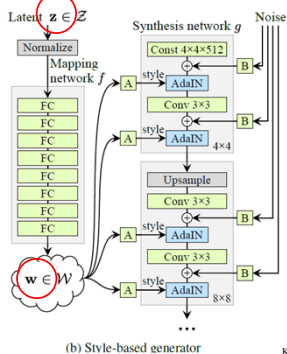 Latent z ∈ Z
Normalize
Mapping
network f
FC
FC
FC
FC
FC
FC
FC
FC
w ∈ W
Synthesis network g
Noise
Const 4×4×512
B
A
style
AdaIN
Conv 3×3
B
A
style
AdaIN
4×4
Upsample
Conv 3×3
B
A
style
AdaIN
Conv 3×3
B
A
style
AdaIN
8×8
...
(b) Style-based generator
K